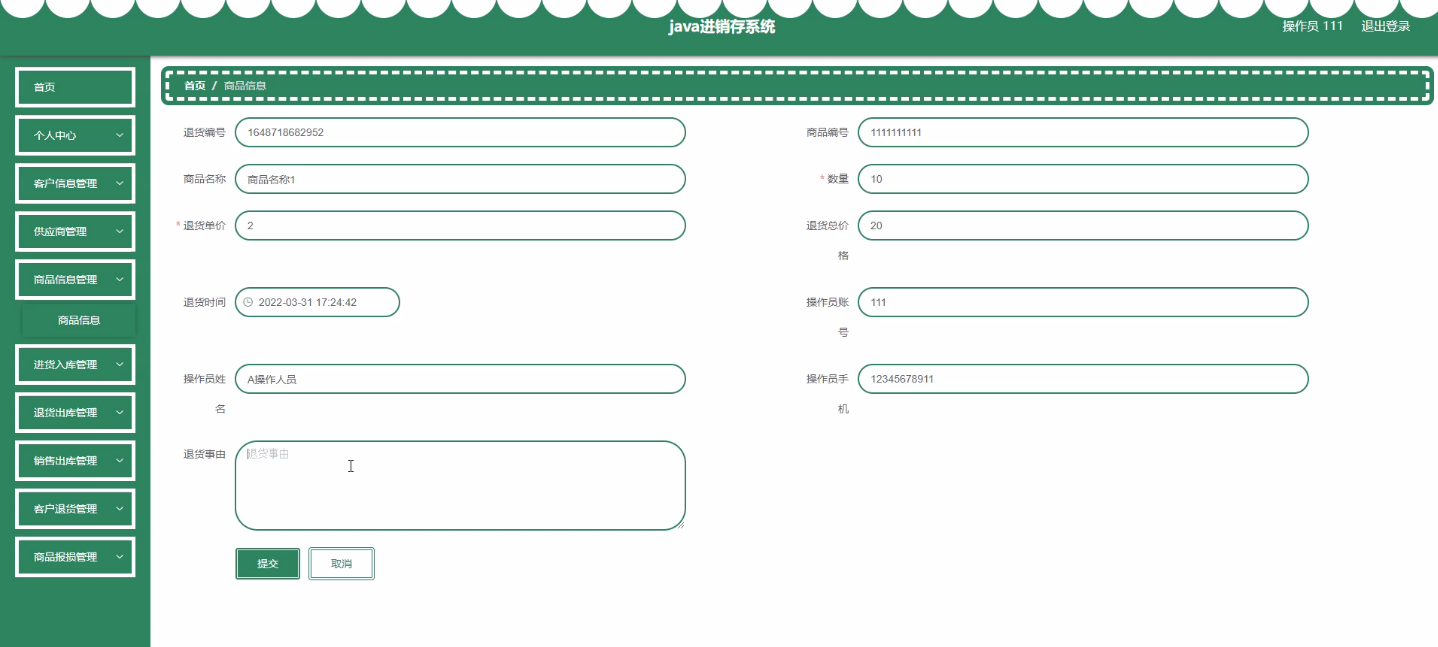 java进销存系统
操作员 111 退出登录
首页
个人中心
客户信息管理
供应商管理
商品信息管理
商品信息
进货入库管理
退货出库管理
销售出库管理
客户退货管理
商品报损管理
首页 / 商品信息
退货编号 1648718682952
商品编号 1111111111
商品名称 商品名称1
* 数量 10
* 退货单价 2
退货总价格 20
退货时间 2022-03-31 17:24:42
操作员账号 111
操作员姓名 A操作人员
操作员手机 12345678911
退货事由 退货事由
提交 取消